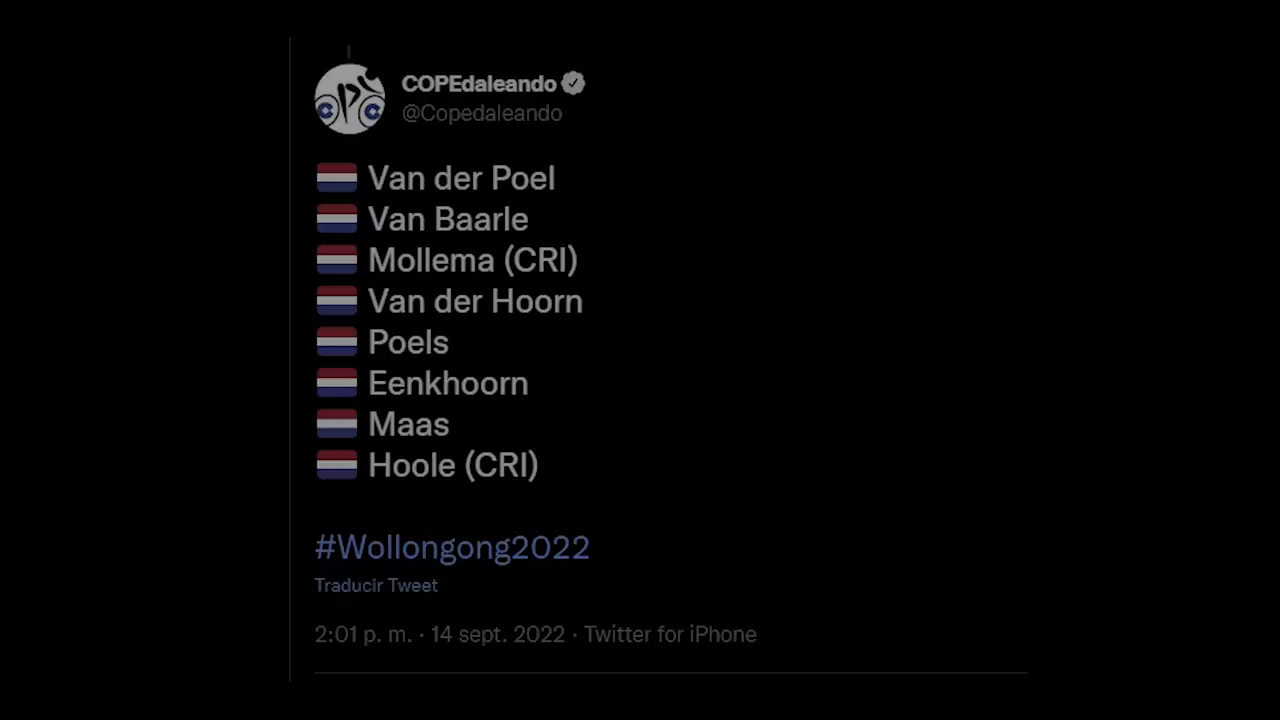 COPEdaleando
@Copedaleando
Van der Poel
Van Baarle
Mollema (CRI)
Van der Hoorn
Poels
Eenkhoorn
Maas
Hoole (CRI)
#Wollongong2022
Traducir Tweet
2:01 p. m. · 14 sept. 2022 · Twitter for iPhone